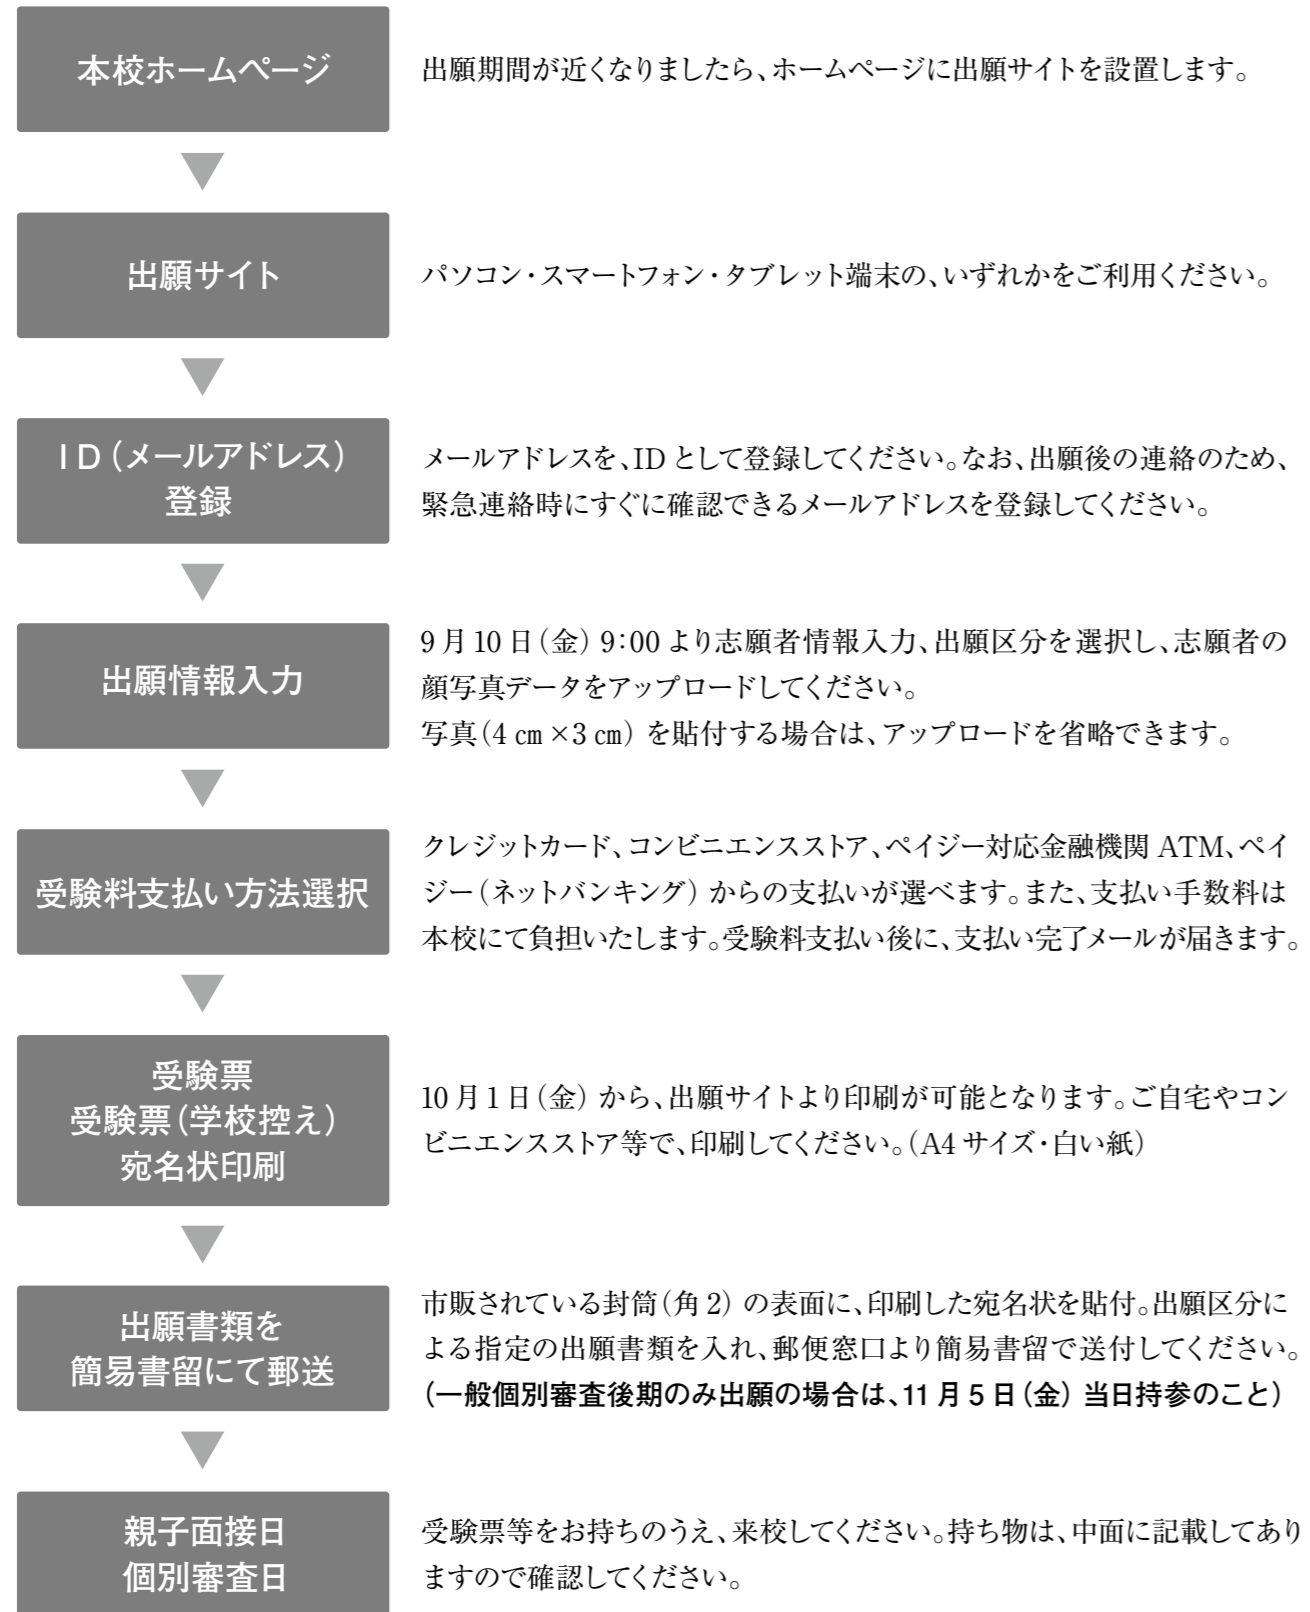 本校ホームページ
出願期間が近くなりましたら、ホームページに出願サイトを設置します。
出願サイト
パソコン・スマートフォン・タブレット端末の、いずれかをご利用ください。
ID(メールアドレス)
登録
メールアドレスを、IDとして登録してください。なお、出願後の連絡のため、
緊急連絡時にすぐに確認できるメールアドレスを登録してください。
出願情報入力
9月10日(金) 9:00より志願者情報入力、出願区分を選択し、志願者の
顔写真データをアップロードしてください。
写真(4㎝×3㎝) を貼付する場合は、アップロードを省略できます。
受験料支払い方法選択
クレジットカード、コンビニエンスストア、ペイジー対応金融機関ATM、ペイ
ジー(ネットバンキング) からの支払いが選べます。また、支払い手数料は
本校にて負担いたします。受験料支払い後に、支払い完了メールが届きます。
受験票
受験票(学校控え)
宛名状印刷
10月1日(金) から、出願サイトより印刷が可能となります。ご自宅やコン
ビニエンスストア等で、印刷してください。(A4サイズ・白い紙)
出願書類を
簡易書留にて郵送
市販されている封筒(角2) の表面に、印刷した宛名状を貼付。出願区分に
よる指定の出願書類を入れ、郵便窓口より簡易書留で送付してください。
(一般個別審査後期のみ出願の場合は、11月5日(金) 当日持参のこと)
親子面接日
個別審査日
受験票等をお持ちのうえ、来校してください。持ち物は、中面に記載してあり
ますので確認してください。